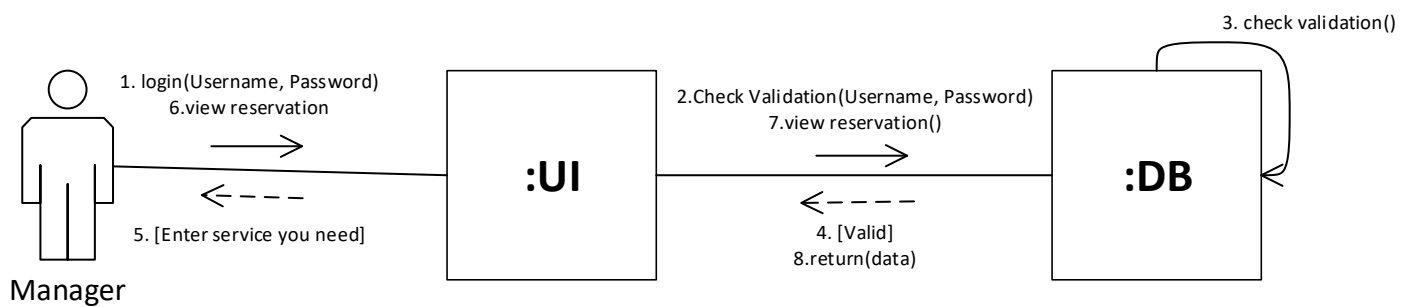 3. check validation()
1. login(Username, Password)
6.view reservation
2.Check Validation(Username, Password)
7.view reservation()
:UI
:DB
5. [Enter service you need]
4. [Valid]
8.return(data)
Manager